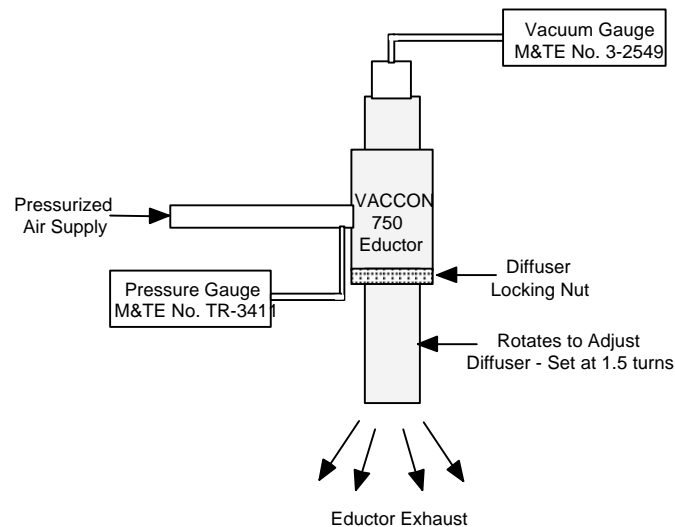 Vacuum Gauge
M&TE No. 3-2549
Pressurized
Air Supply
VACCON
750
Eductor
Pressure Gauge
M&TE No. TR-3411
Diffuser
Locking Nut
Rotates to Adjust
Diffuser - Set at 1.5 turns
Eductor Exhaust